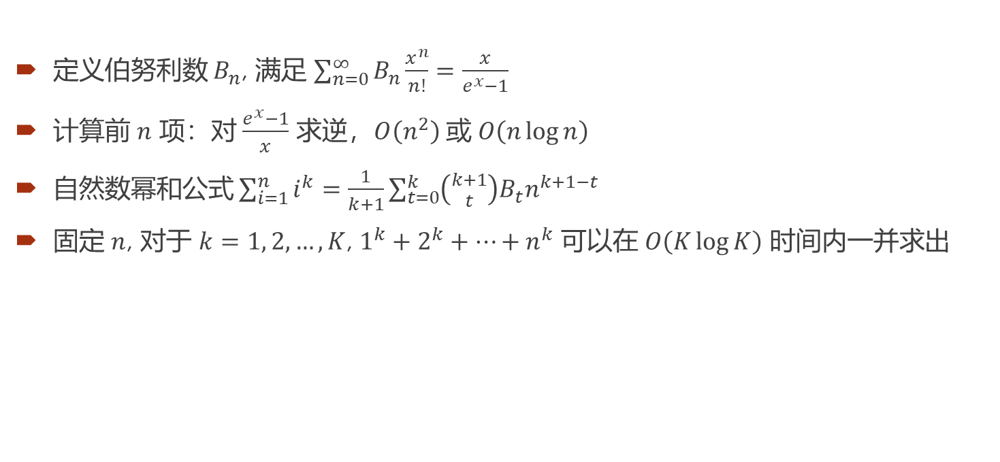 定义伯努利数 $B_n$, 满足 $\sum_{n=0}^{\infty} B_n \frac{x^n}{n!} = \frac{x}{e^x-1}$
计算前 $n$ 项：对 $\frac{e^x-1}{x}$ 求逆，$O(n^2)$ 或 $O(n \log n)$
自然数幂和公式 $\sum_{i=1}^{n} i^k = \frac{1}{k+1} \sum_{t=0}^{k} \binom{k+1}{t} B_t n^{k+1-t}$
固定 $n$, 对于 $k = 1, 2, \ldots, K$, $1^k + 2^k + \cdots + n^k$ 可以在 $O(K \log K)$ 时间内一并求出